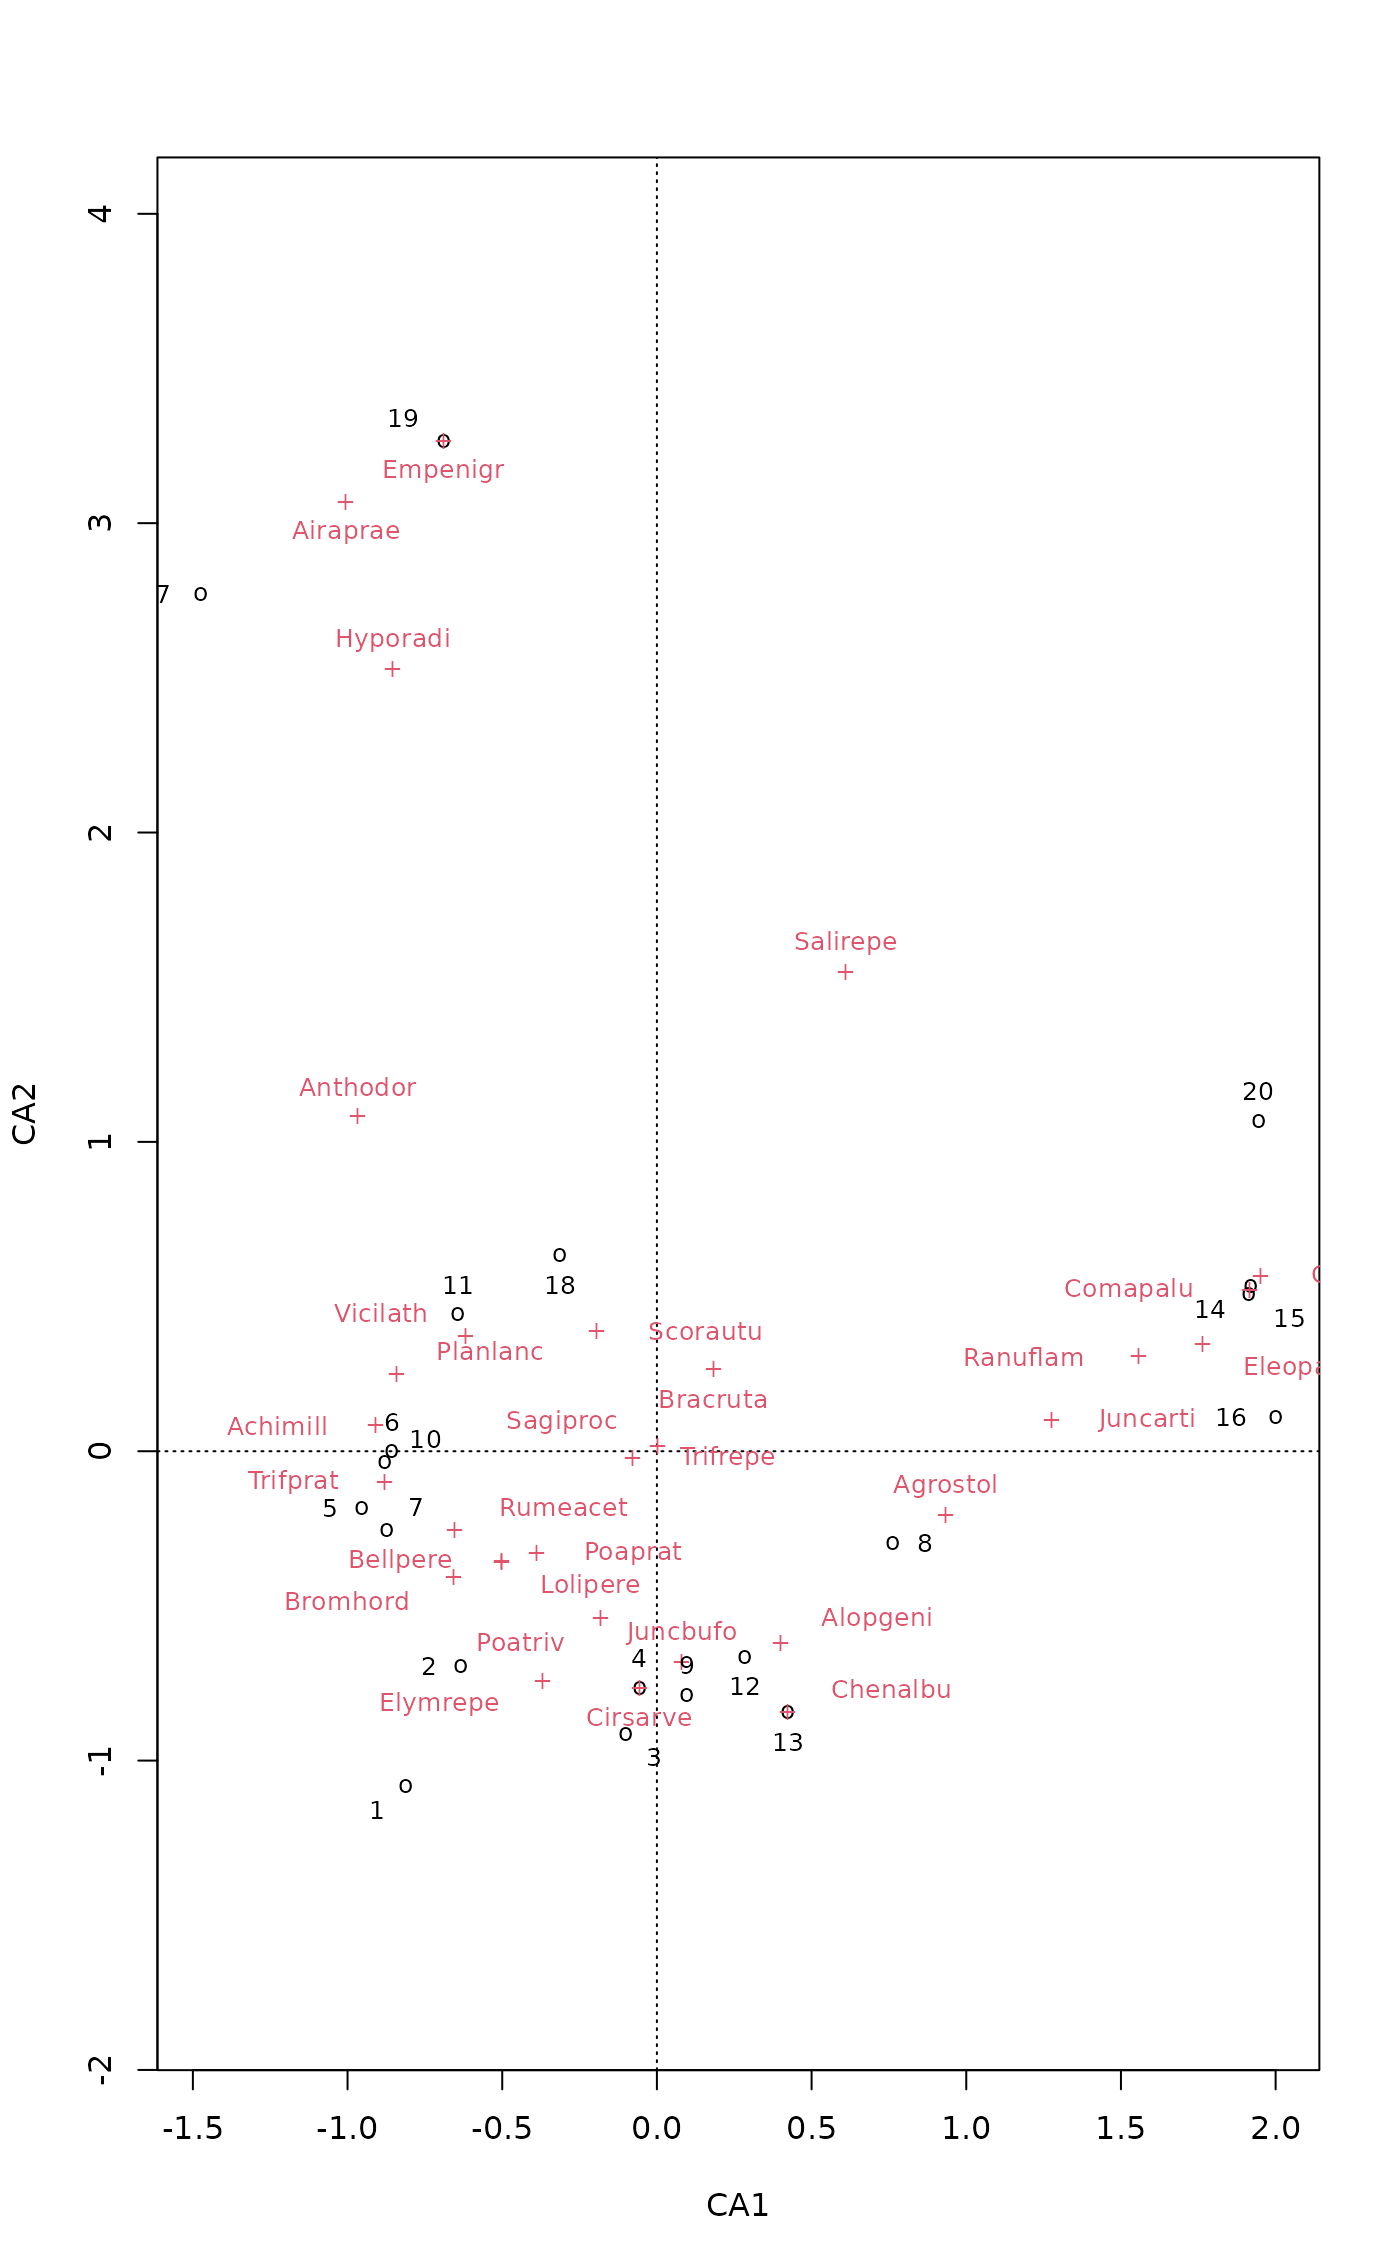 4
19
Empenigr
3
Airaprae
7
Hyporadi
2
Salirepe
CA2
Anthodor
20
1
11
18
Comapalu
14
15
Vicilath
Scorautu
Planlanc
Ranuflam
Eleopa
Bracruta
Achimill
6
Sagiproc
Juncarti
16
10
0
Trifrepe
Trifprat
Agrostol
5
7
Rumeacet
8
Bellpere
Poaprat
Lolipere
Bromhord
Alopgeni
Juncbufo
Poatriv
4
9
2
12
Chenalbu
Elymrepe
Cirsarve
13
3
-1
1
-2
-1.5 -1.0 -0.5 0.0 0.5 1.0 1.5 2.0
CA1